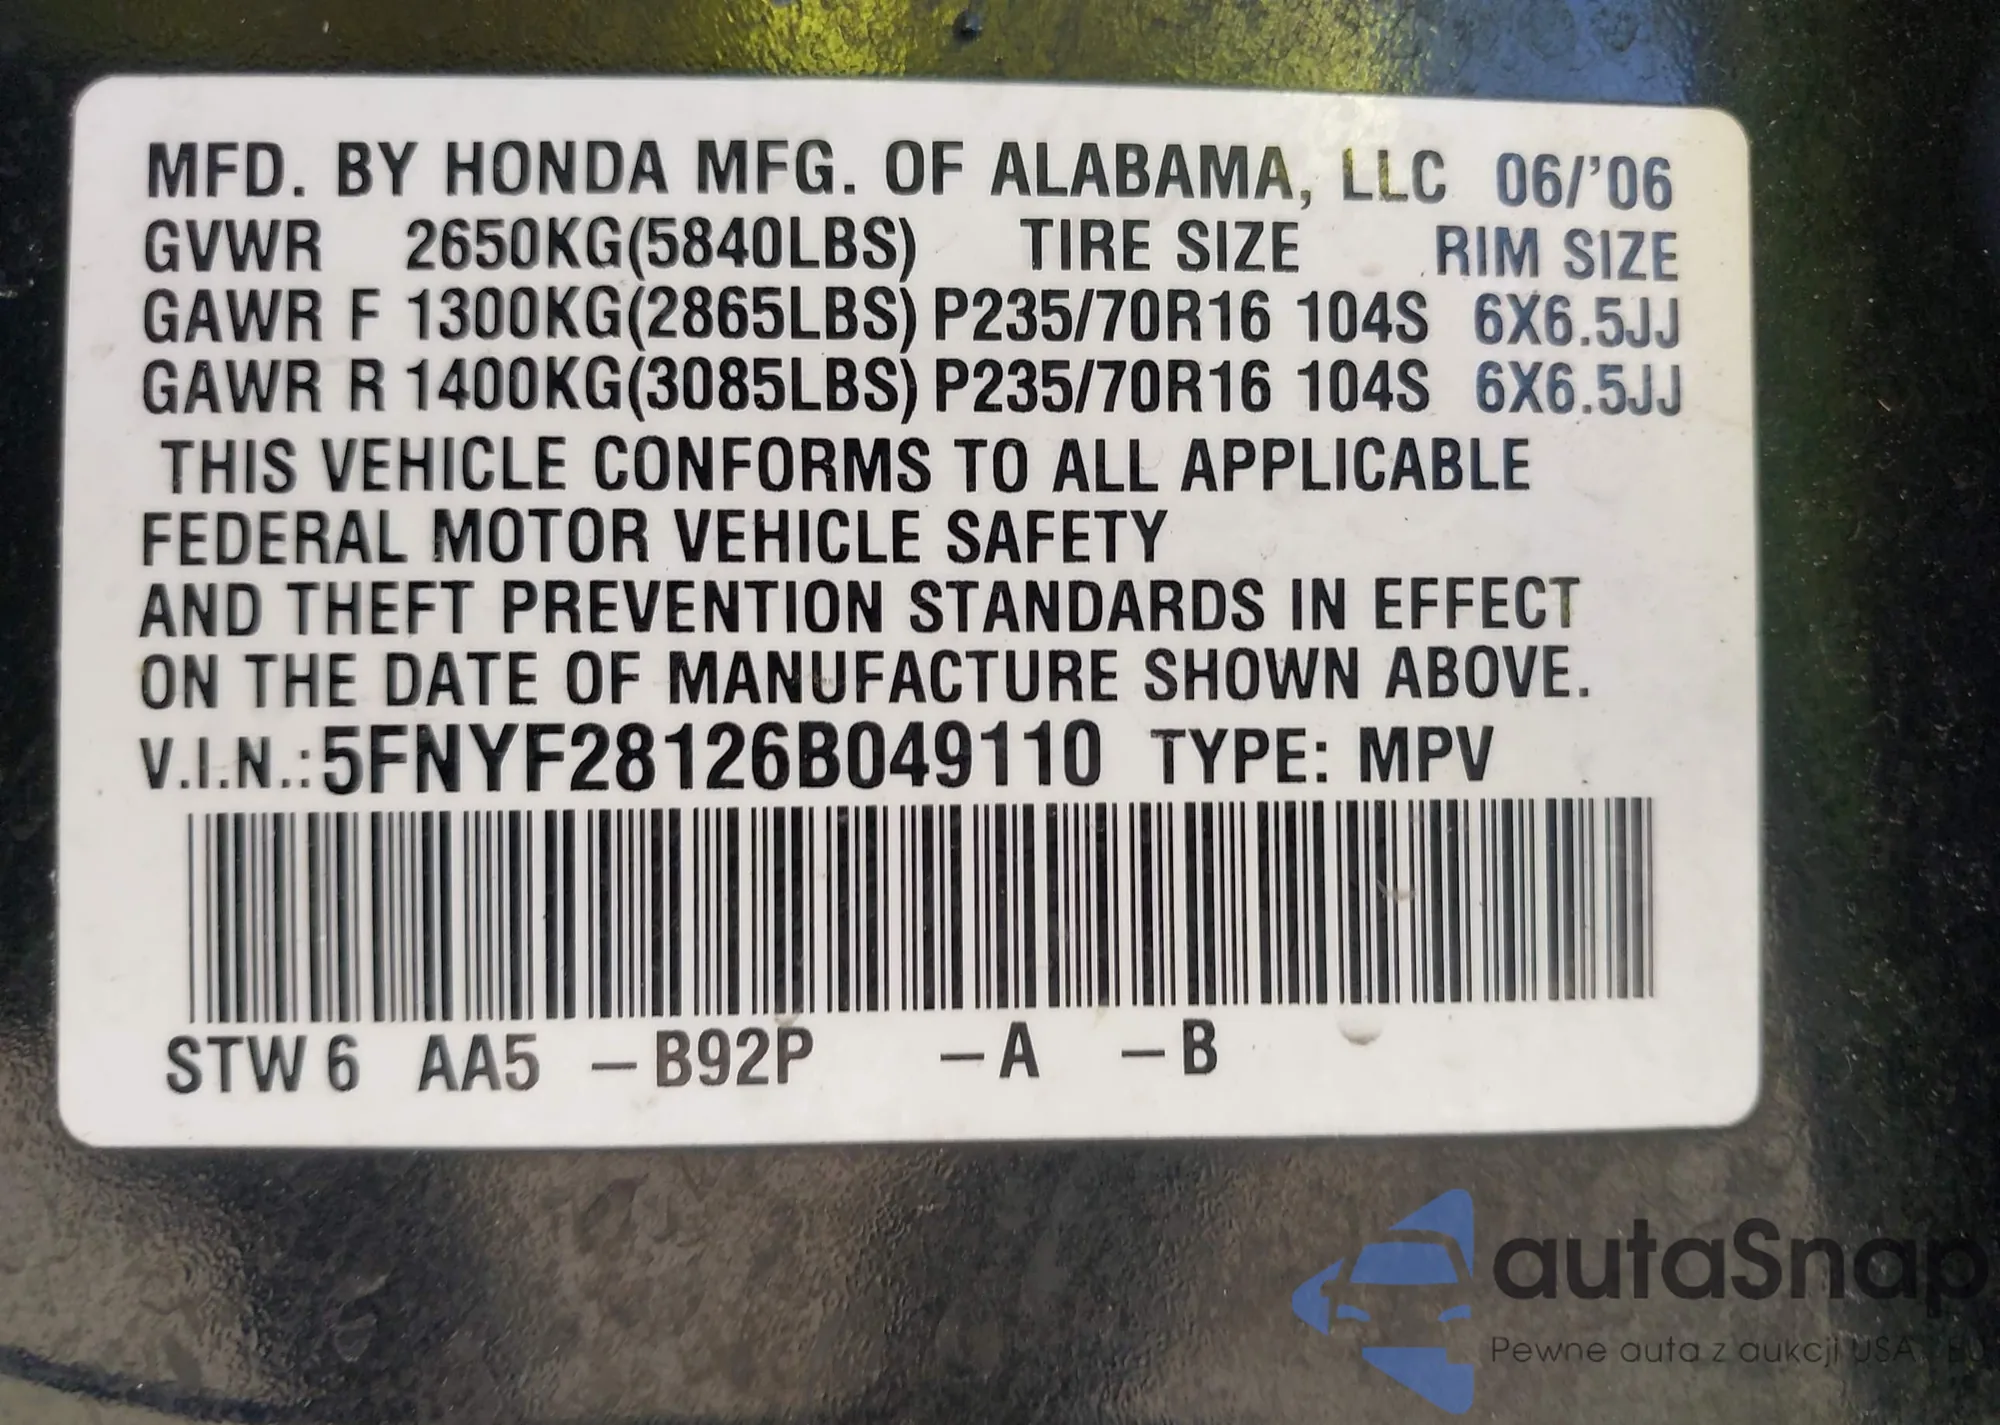 MFD. BY HONDA MFG. OF ALABAMA, LLC 06/'06
GVWR 2650KG(5840LBS) TIRE SIZE RIM SIZE
GAWR F 1300KG(2865LBS) P235/70R16 104S 6X6.5JJ
GAWR R 1400KG(3085LBS) P235/70R16 104S 6X6.5JJ
THIS VEHICLE CONFORMS TO ALL APPLICABLE
FEDERAL MOTOR VEHICLE SAFETY
AND THEFT PREVENTION STANDARDS IN EFFECT
ON THE DATE OF MANUFACTURE SHOWN ABOVE.
V.I.N.:5FNYF28126B049110 TYPE: MPV
STW6 AA5 –B92P –A –B
autaSnap
Pewne auta z aukcji USA